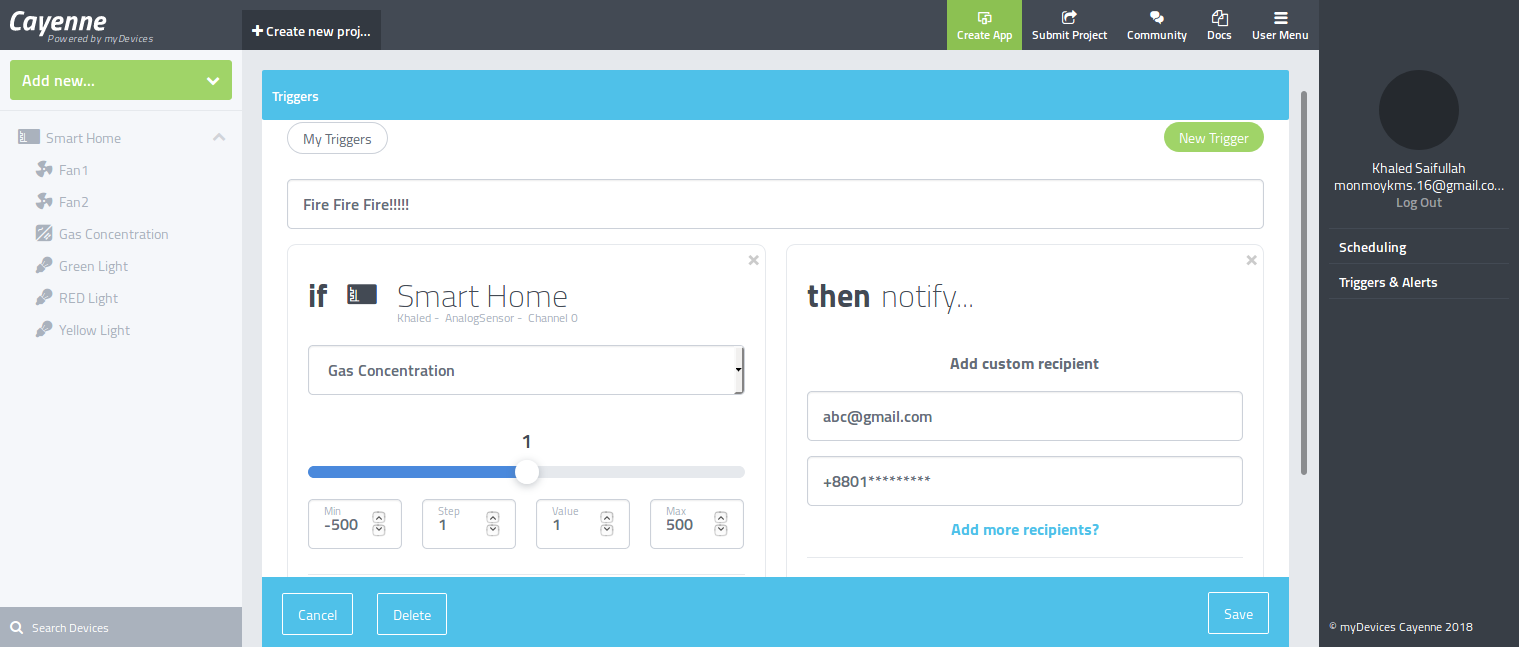 Cayenne
Powered by myDevices
Create new proj...
Create App
Submit Project
Community
Docs
User Menu
Add new...
Smart Home
Fan1
Fan2
Gas Concentration
Green Light
RED Light
Yellow Light
Search Devices
Triggers
My Triggers
New Trigger
Fire Fire Fire!!!!!
if Smart Home
Khaled - AnalogSensor - Channel 0
Gas Concentration
1
Min
-500
Step
1
Value
1
Max
500
then notify...
Add custom recipient
abc@gmail.com
+8801*********
Add more recipients?
Cancel
Delete
Save
Khaled Saifullah
monmoykms.16@gmail.co...
Log Out
Scheduling
Triggers & Alerts
© myDevices Cayenne 2018